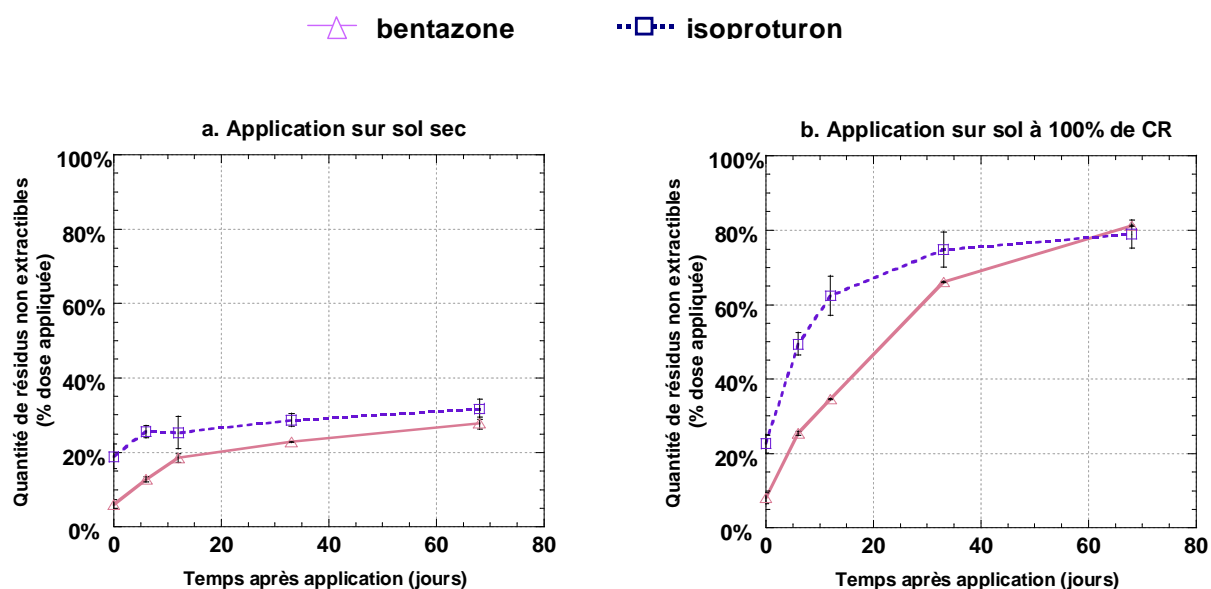 bentazone
isoproturon
a. Application sur sol sec
Quantité de résidus non extractibles
(% dose appliquée)
100%
80%
60%
40%
20%
0%
0 20 40 60 80
Temps après application (jours)
b. Application sur sol à 100% de CR
Quantité de résidus non extractibles
(% dose appliquée)
100%
80%
60%
40%
20%
0%
0 20 40 60 80
Temps après application (jours)